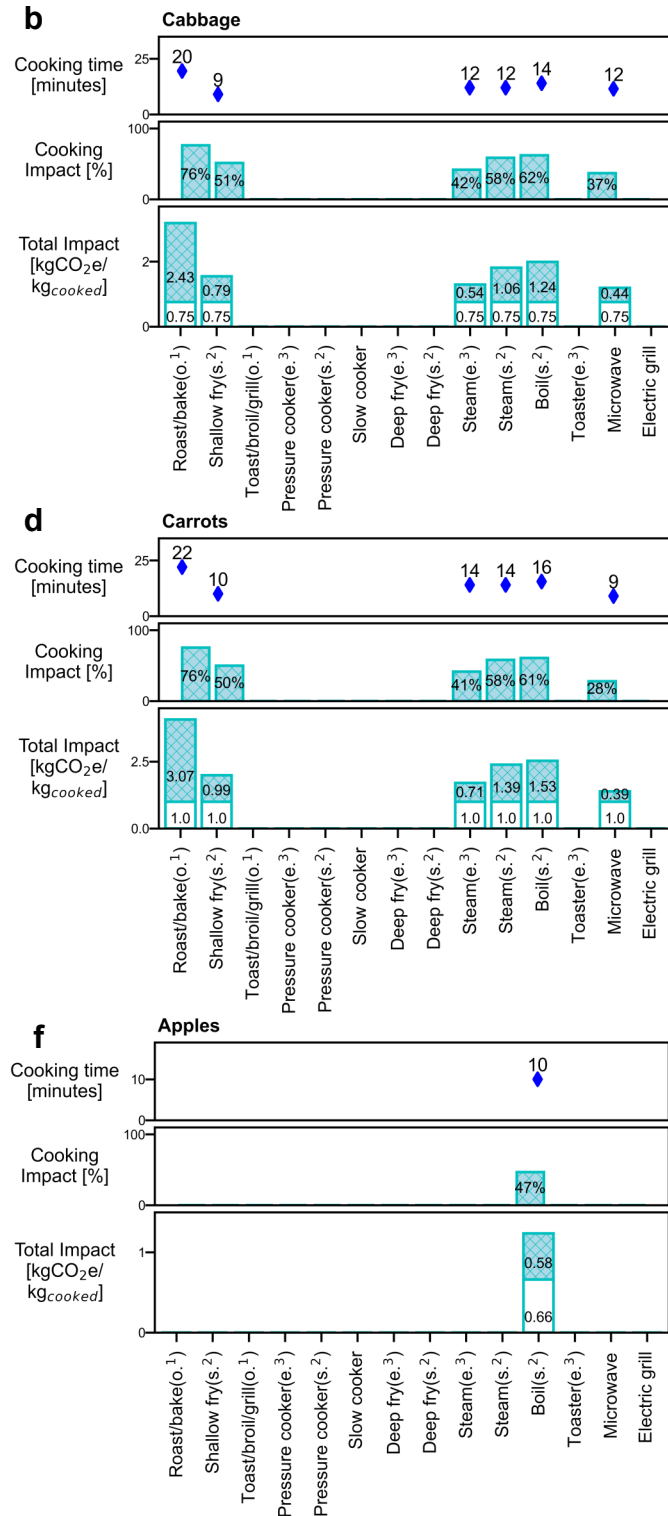 b
Cabbage
Cooking time
[minutes]
25
0
20
9
12
12
14
12
Cooking
Impact [%]
100
0
76%
51%
42%
58%
62%
37%
Total Impact
[kgCO₂e/
kg_cooked]
2
0
2.43
0.79
0.54
1.06
1.24
0.44
0.75
0.75
0.75
0.75
0.75
0.75
Roast/bake(o.¹)
Shallow fry(s.²)
Toast/broil/grill(o.¹)
Pressure cooker(e.³)
Pressure cooker(s.²)
Slow cooker
Deep fry(e.³)
Deep fry(s.²)
Steam(e.³)
Steam(s.²)
Boil(s.²)
Toaster(e.³)
Microwave
Electric grill
d
Carrots
Cooking time
[minutes]
25
0
22
10
14
14
16
9
Cooking
Impact [%]
100
0
76%
50%
41%
58%
61%
28%
Total Impact
[kgCO₂e/
kg_cooked]
2.5
0.0
3.07
0.99
0.71
1.39
1.53
0.39
1.0
1.0
1.0
1.0
1.0
1.0
Roast/bake(o.¹)
Shallow fry(s.²)
Toast/broil/grill(o.¹)
Pressure cooker(e.³)
Pressure cooker(s.²)
Slow cooker
Deep fry(e.³)
Deep fry(s.²)
Steam(e.³)
Steam(s.²)
Boil(s.²)
Toaster(e.³)
Microwave
Electric grill
f
Apples
Cooking time
[minutes]
10
0
10
Cooking
Impact [%]
100
0
47%
Total Impact
[kgCO₂e/
kg_cooked]
1
0
0.58
0.66
Roast/bake(o.¹)
Shallow fry(s.²)
Toast/broil/grill(o.¹)
Pressure cooker(e.³)
Pressure cooker(s.²)
Slow cooker
Deep fry(e.³)
Deep fry(s.²)
Steam(e.³)
Steam(s.²)
Boil(s.²)
Toaster(e.³)
Microwave
Electric grill